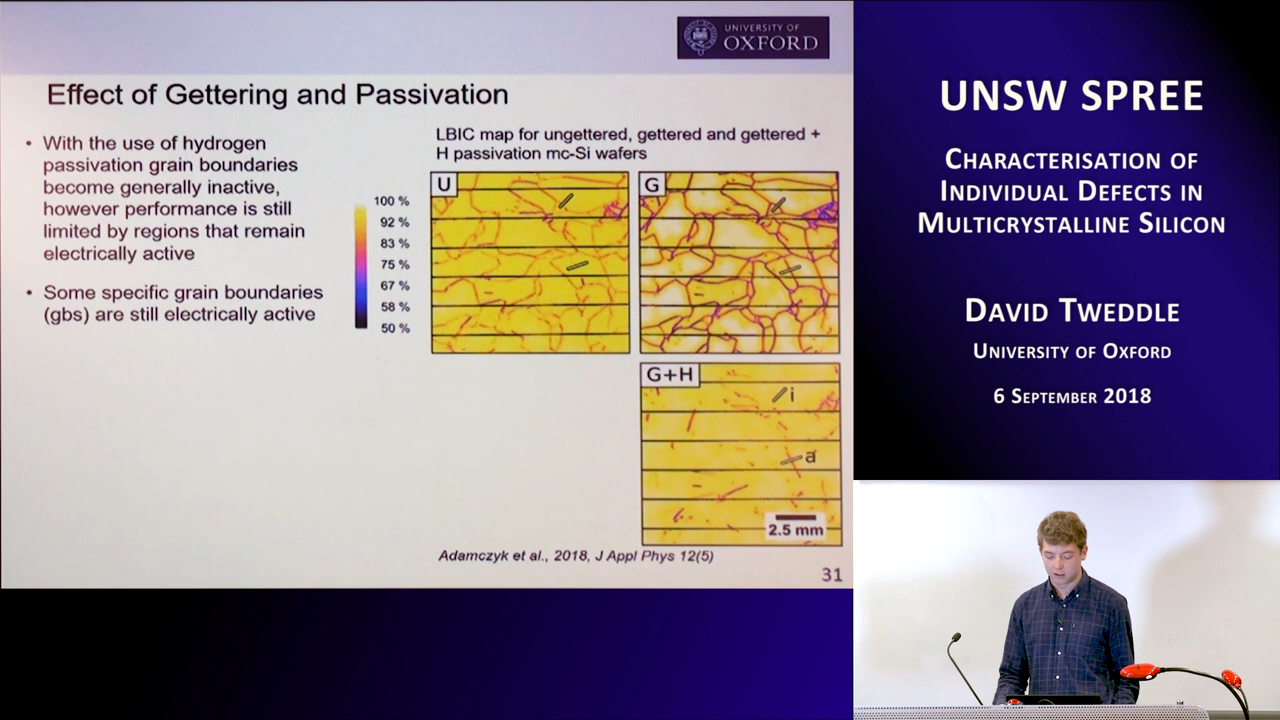 UNIVERSITY OF
OXFORD
Effect of Gettering and Passivation
• With the use of hydrogen
passivation grain boundaries
become generally inactive,
however performance is still
limited by regions that remain
electrically active
• Some specific grain boundaries
(gbs) are still electrically active
LBIC map for ungettered, gettered and gettered +
H passivation mc-Si wafers
100 %
92 %
83 %
75 %
67 %
58 %
50 %
U
G
G+H
i
a
2.5 mm
Adamczyk et al., 2018, J Appl Phys 12(5)
31
UNSW SPREE
CHARACTERISATION OF
INDIVIDUAL DEFECTS IN
MULTICRYSTALLINE SILICON
DAVID TWEDDLE
UNIVERSITY OF OXFORD
6 SEPTEMBER 2018